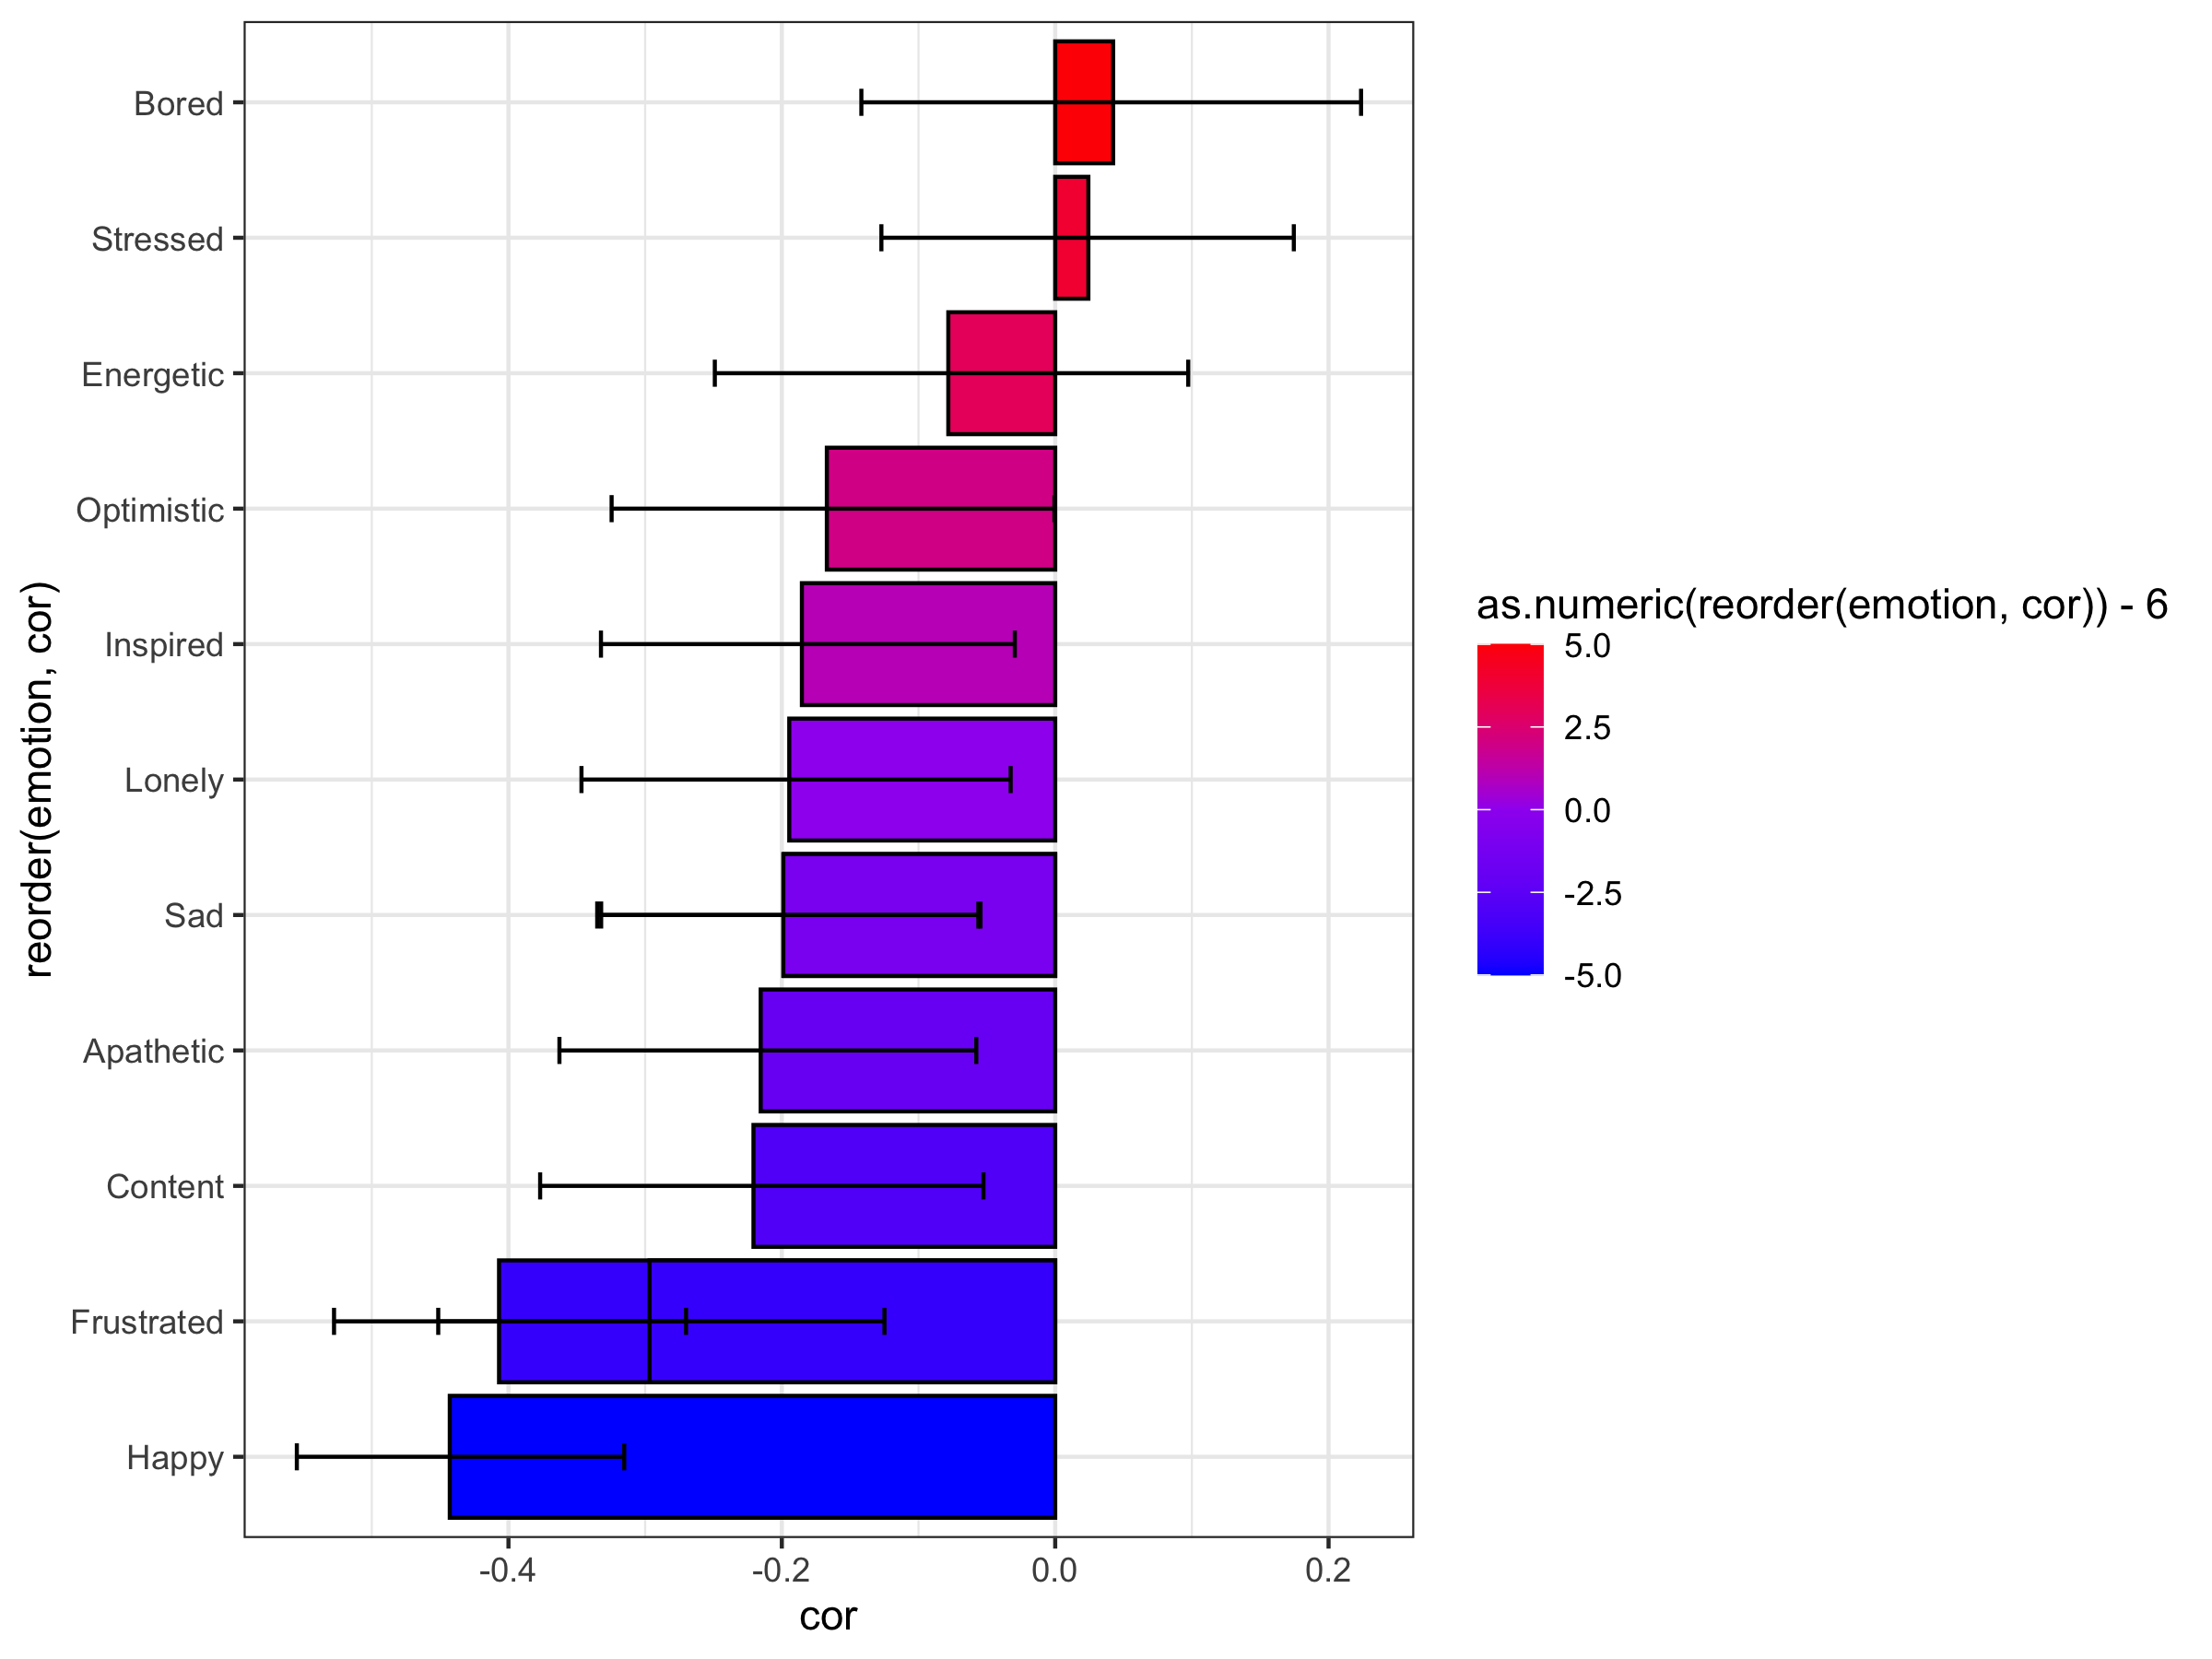 Bored
Stressed
Energetic
Optimistic
Inspired
Lonely
Sad
Apathetic
Content
Frustrated
Happy
reorder(emotion, cor)
-0.4
-0.2
0.0
0.2
cor
as.numeric(reorder(emotion, cor)) - 6
5.0
2.5
0.0
-2.5
-5.0